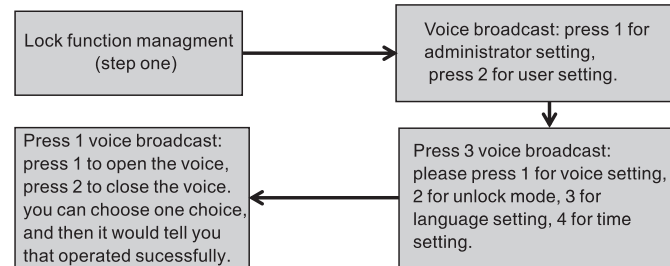 Lock function managment
(step one)
Voice broadcast: press 1 for
administrator setting,
press 2 for user setting.
Press 3 voice broadcast:
please press 1 for voice setting,
2 for unlock mode, 3 for
language setting, 4 for time
setting.
Press 1 voice broadcast:
press 1 to open the voice,
press 2 to close the voice.
you can choose one choice,
and then it would tell you
that operated sucessfully.